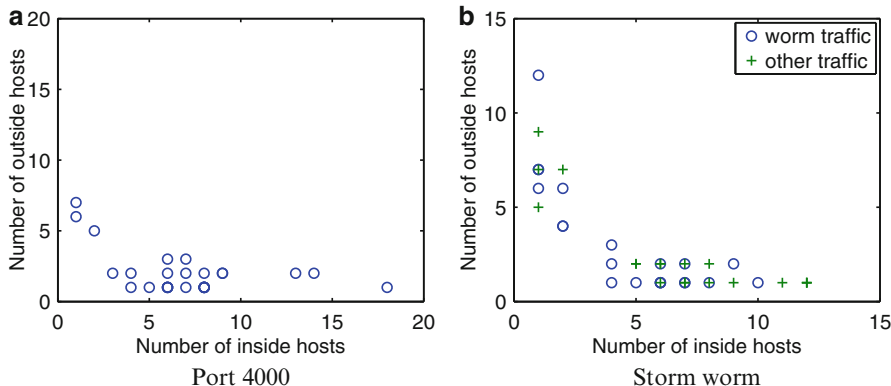 a
20
15
10
5
0
Number of outside hosts
0 5 10 15 20
Number of inside hosts
Port 4000
b
15
10
5
0
Number of outside hosts
worm traffic
other traffic
0 5 10 15
Number of inside hosts
Storm worm